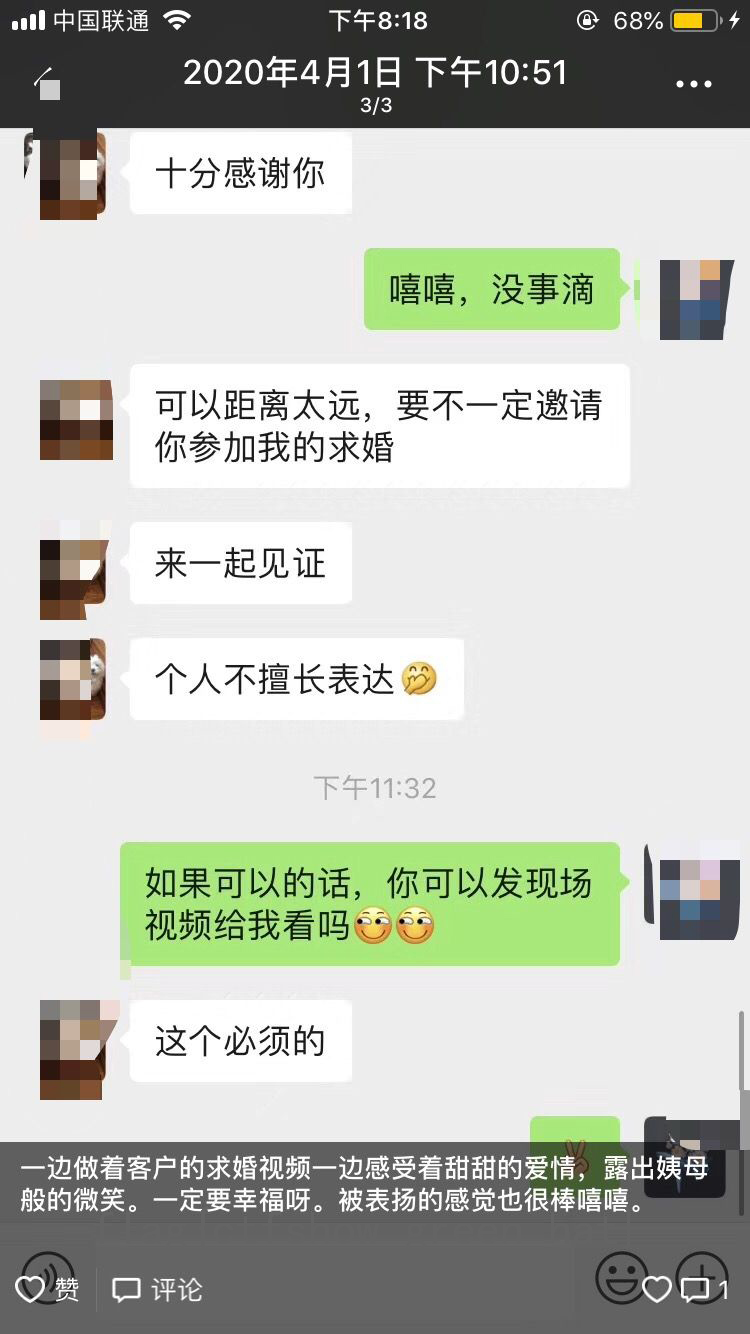 中国联通
下午8:18
68%
2020年4月1日 下午10:51
3/3
十分感谢你
嘻嘻，没事滴
可以距离太远，要不一定邀请
你参加我的求婚
来一起见证
个人不擅长表达🤭
下午11:32
如果可以的话，你可以发现场
视频给我看吗
这个必须的
一边做着客户的求婚视频一边感受着甜甜的爱情，露出姨母
般的微笑。一定要幸福呀。被表扬的感觉也很棒嘻嘻。
赞
评论
1